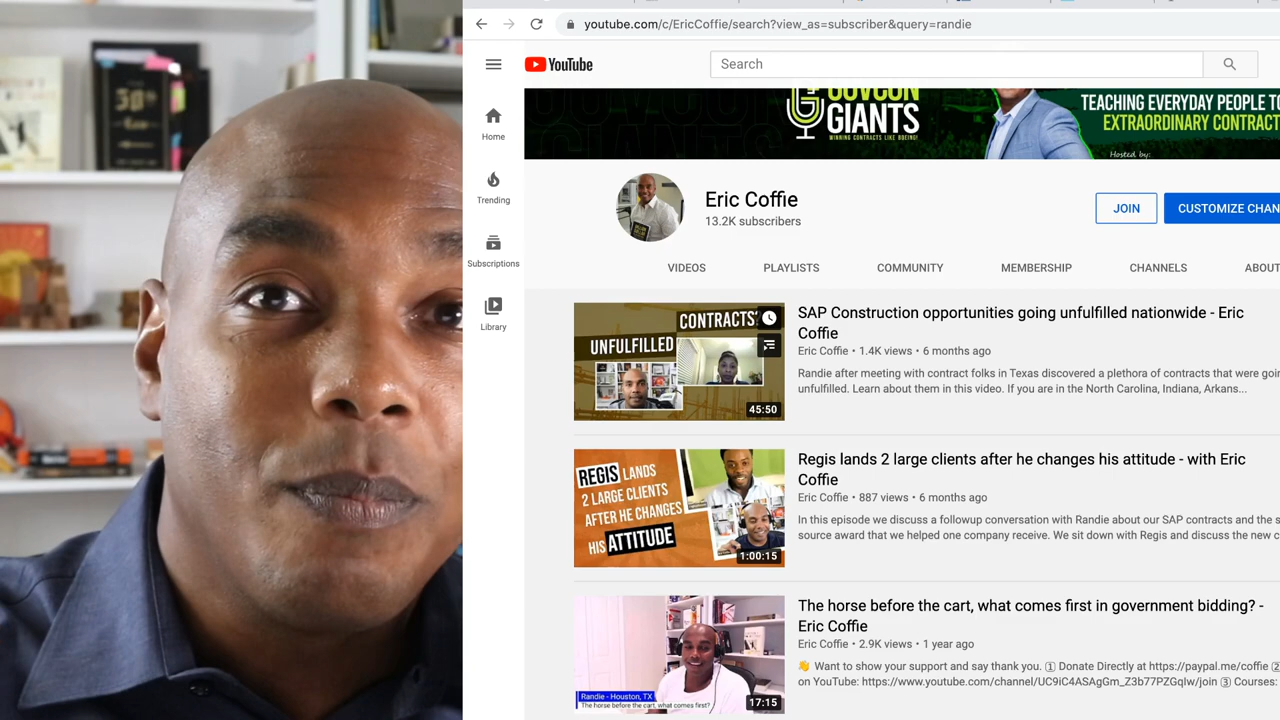 youtube.com/c/EricCoffie/search?view_as=subscriber&query=randie
YouTube
Search
GOVCON
GIANTS
WINNING CONTRACTS LIKE BOEING!
TEACHING EVERYDAY PEOPLE TO
EXTRAORDINARY CONTRACT
Hosted by:
Home
Trending
Subscriptions
Library
Eric Coffie
13.2K subscribers
JOIN
CUSTOMIZE CHAN
VIDEOS
PLAYLISTS
COMMUNITY
MEMBERSHIP
CHANNELS
ABOUT
CONTRACTS
UNFULFILLED
45:50
SAP Construction opportunities going unfulfilled nationwide - Eric
Coffie
Eric Coffie • 1.4K views • 6 months ago
Randie after meeting with contract folks in Texas discovered a plethora of contracts that were goin
unfulfilled. Learn about them in this video. If you are in the North Carolina, Indiana, Arkans...
REGIS LANDS
2 LARGE CLIENTS
AFTER HE CHANGES
HIS ATTITUDE
1:00:15
Regis lands 2 large clients after he changes his attitude - with Eric
Coffie
Eric Coffie • 887 views • 6 months ago
In this episode we discuss a followup conversation with Randie about our SAP contracts and the s
source award that we helped one company receive. We sit down with Regis and discuss the new c
Randie - Houston, TX
The horse before the cart, what comes first?
17:15
The horse before the cart, what comes first in government bidding? -
Eric Coffie
Eric Coffie • 2.9K views • 1 year ago
👋 Want to show your support and say thank you. ① Donate Directly at https://paypal.me/coffie ②
on YouTube: https://www.youtube.com/channel/UC9iC4ASAgGm_Z3b77PZGqlw/join ③ Courses: